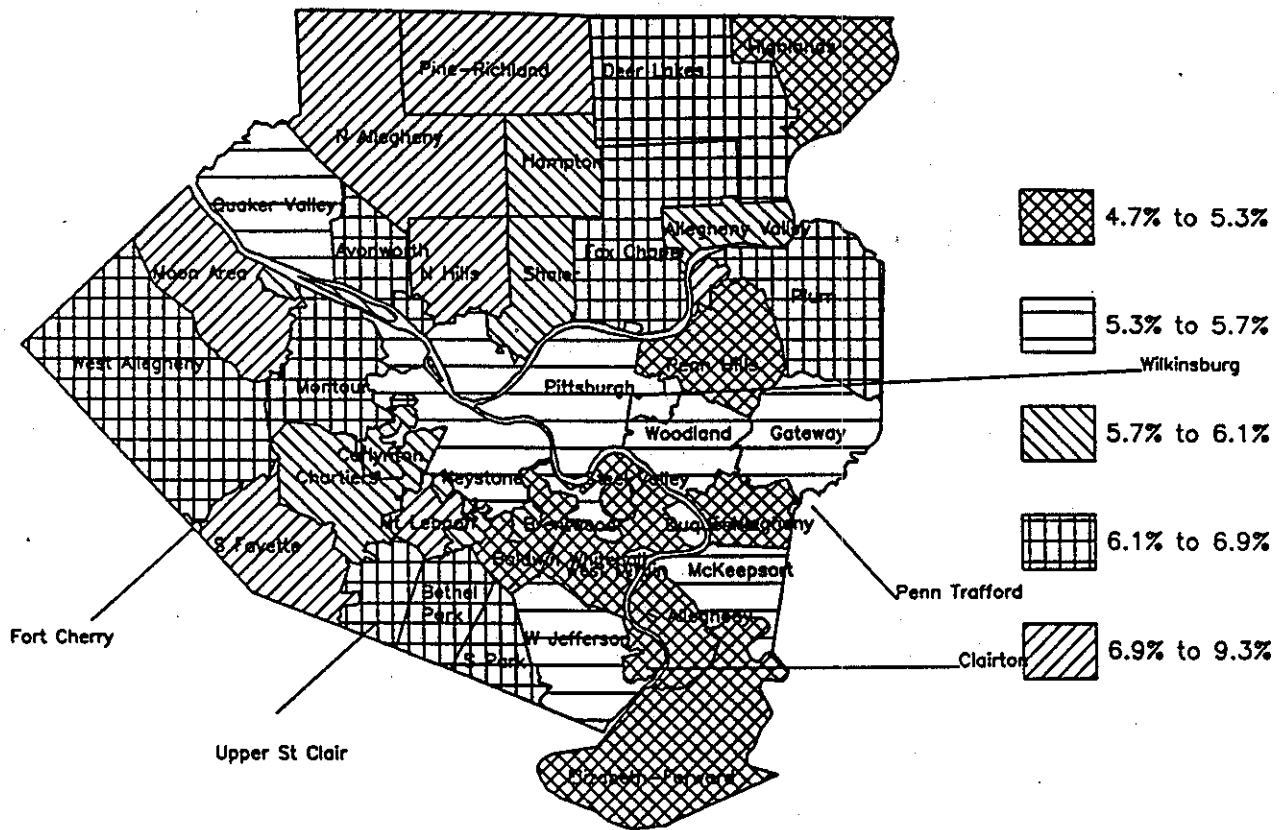 Highlands
Pine-Richland
Deer Lakes
N Allegheny
Hampton
Quaker Valley
Allegheny Valley
Avonworth
Fox Chapel
Moon Area
N Hills
Shaler
Plum
West Allegheny
Penn Hills
Montour
Pittsburgh
Wilkinsburg
Woodland
Gateway
Carlynton
Chartiers
Keystone
Steel Valley
Mt Lebanon
Brentwood
S Fayette
Baldwin Whitehall
West Mifflin
McKeepsort
Bethel
Park
Penn Trafford
S Allegheny
Fort Cherry
W Jefferson
S Park
Clairton
Upper St Clair
Elizabeth-Forward
4.7% to 5.3%
5.3% to 5.7%
5.7% to 6.1%
6.1% to 6.9%
6.9% to 9.3%